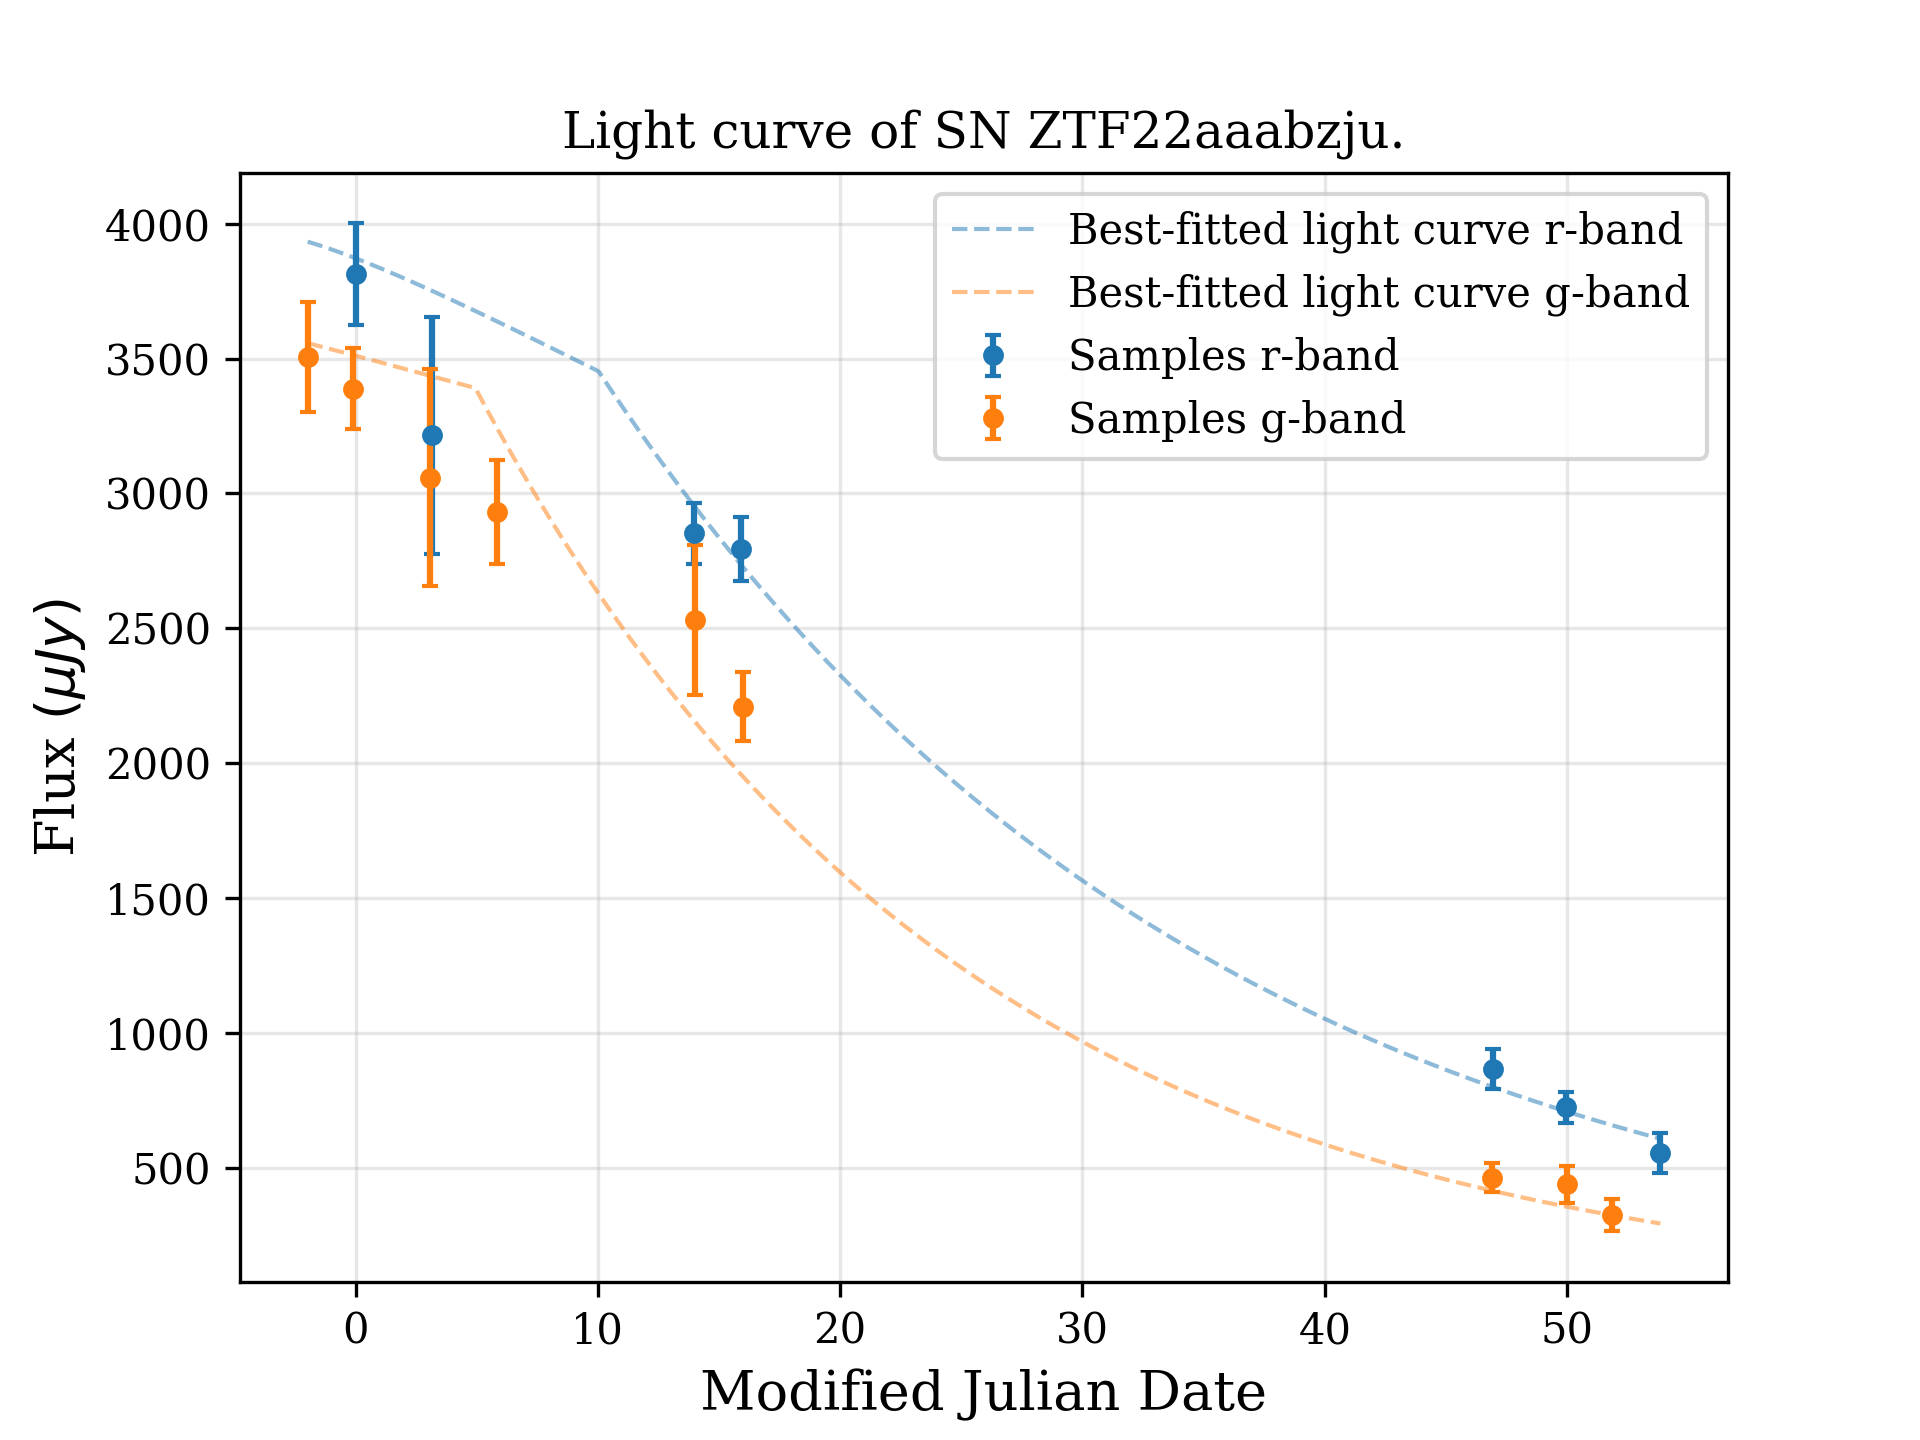 Light curve of SN ZTF22aaabzju.
Best-fitted light curve r-band
Best-fitted light curve g-band
Samples r-band
Samples g-band
4000
3500
3000
2500
2000
1500
1000
500
Flux (μJy)
0 10 20 30 40 50
Modified Julian Date